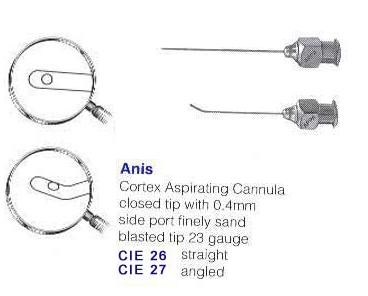 Anis
Cortex Aspirating Cannula
closed tip with 0.4mm
side port finely sand
blasted tip 23 gauge
CIE 26 straight
CIE 27 angled